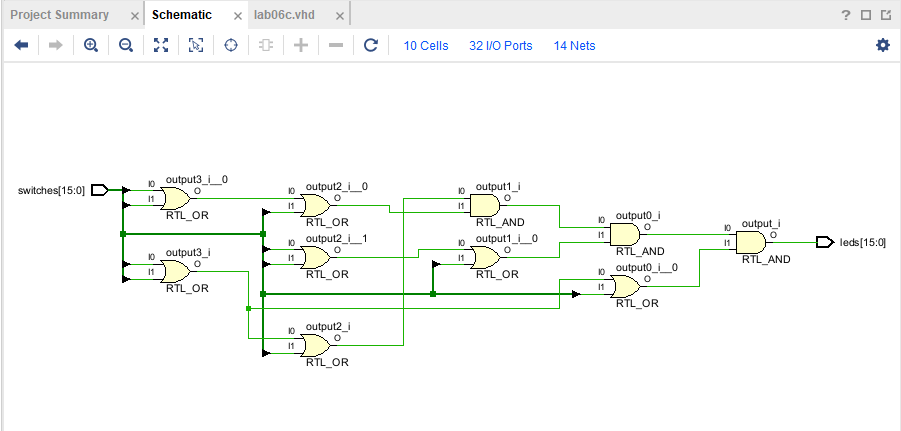 Project Summary × Schematic × lab06c.vhd ×
? 
10 Cells 32 I/O Ports 14 Nets
switches[15:0]
output3_i__0
I0
O
I1
RTL_OR
output3_i
I0
O
I1
RTL_OR
output2_i__0
I0
O
I1
RTL_OR
output2_i__1
I0
O
I1
RTL_OR
output2_i
I0
O
I1
RTL_OR
output1_i
I0
O
I1
RTL_AND
output1_i__0
I0
O
I1
RTL_OR
output0_i
I0
O
I1
RTL_AND
output0_i__0
I0
O
I1
RTL_OR
output_i
I0
O
I1
RTL_AND
leds[15:0]